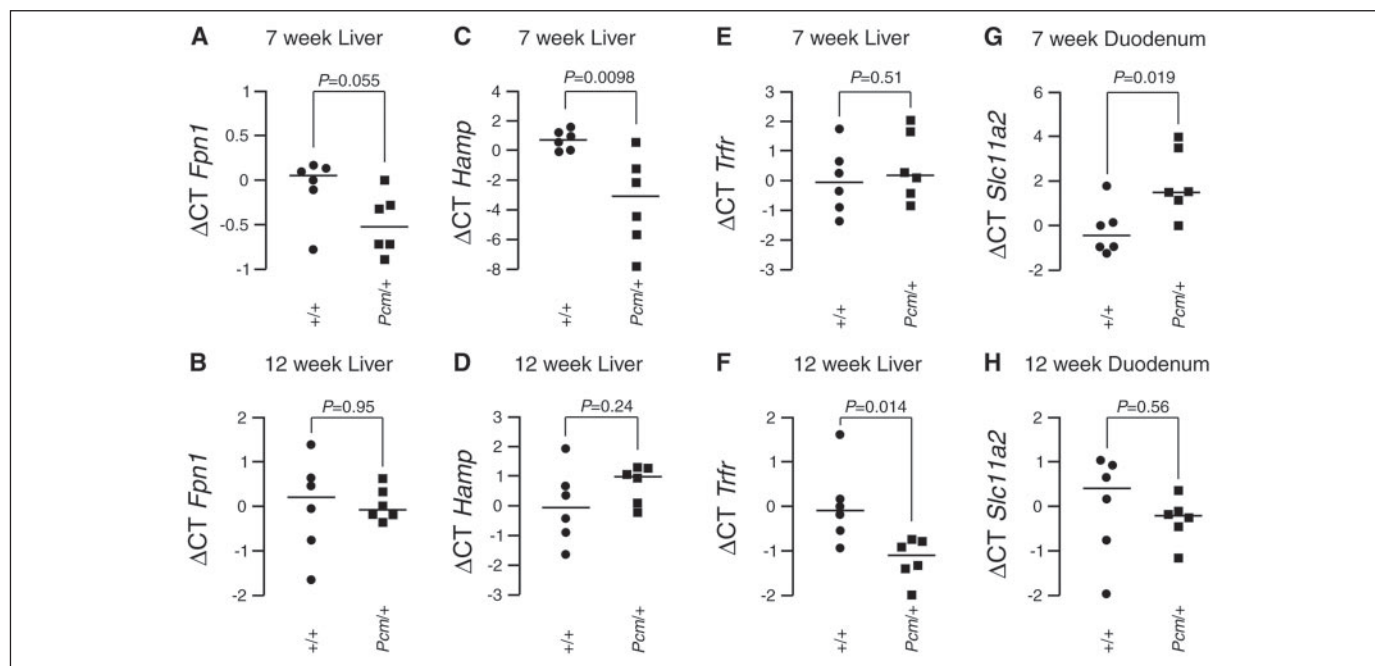 A 7 week Liver
P=0.055
ΔCT Fpn1
1
0.5
0
-0.5
-1
+/+
Pcm/+
C 7 week Liver
P=0.0098
ΔCT Hamp
4
2
0
-2
-4
-6
-8
+/+
Pcm/+
E 7 week Liver
P=0.51
ΔCT Trfr
3
2
1
0
-1
-2
-3
+/+
Pcm/+
G 7 week Duodenum
P=0.019
ΔCT Slc11a2
6
4
2
0
-2
+/+
Pcm/+
B 12 week Liver
P=0.95
ΔCT Fpn1
2
1
0
-1
-2
+/+
Pcm/+
D 12 week Liver
P=0.24
ΔCT Hamp
3
2
1
0
-1
-2
-3
+/+
Pcm/+
F 12 week Liver
P=0.014
ΔCT Trfr
2
1
0
-1
-2
+/+
Pcm/+
H 12 week Duodenum
P=0.56
ΔCT Slc11a2
2
1
0
-1
-2
+/+
Pcm/+